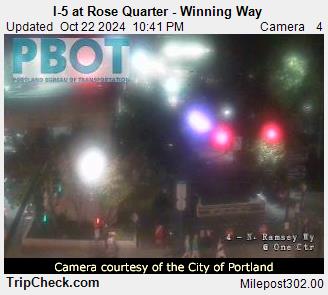 I-5 at Rose Quarter - Winning Way
Updated Oct 22 2024 10:41 PM Camera 4
PBOT
PORTLAND BUREAU OF TRANSPORTATION
4 - N. Ramsey Wy
@ One Ctr
Camera courtesy of the City of Portland
TripCheck.com Milepost302.00